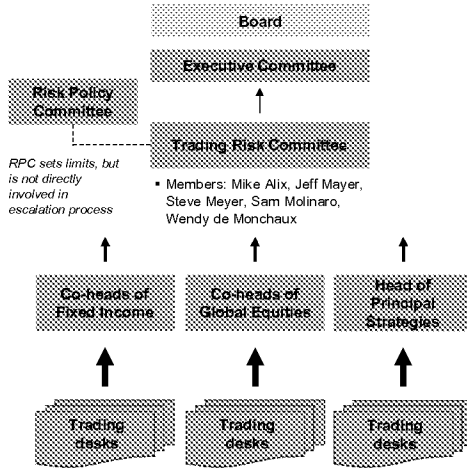 Board
Executive Committee
Risk Policy
Committee
Trading Risk Committee
RPC sets limits, but
is not directly
involved in
escalation process
▪ Members: Mike Alix, Jeff Mayer,
Steve Meyer, Sam Molinaro,
Wendy de Monchaux
Co-heads of
Fixed Income
Co-heads of
Global Equities
Head of
Principal
Strategies
Trading
desks
Trading
desks
Trading
desks